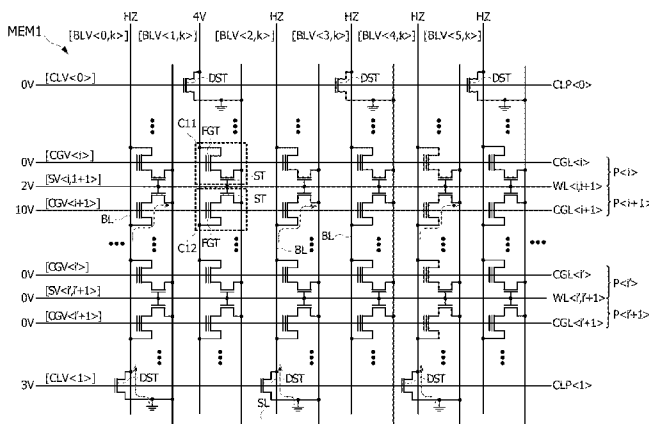 HZ 4V HZ HZ HZ HZ
MEM1 [BLV<0,k>] [BLV<1,k>] [BLV<2,k>] [BLV<3,k>] [BLV<4,k>] [BLV<5,k>]
0V [CLV<0>] DST DST DST CLP<0>
C11 FGT
0V [CGV<i>] ST CGL<i>
2V [SV<i,i+1>] WL<i,i+1> P<i>
ST
10V [CGV<i+1>] CGL<i+1> P<i+1>
BL C12 FGT BL BL
0V [CGV<i'>] CGL<i'>
0V [SV<i',i'+1>] WL<i',i'+1> P<i'>
0V [CGV<i'+1>] CGL<i'+1> P<i'+1>
3V [CLV<1>] DST DST DST CLP<1>
SL